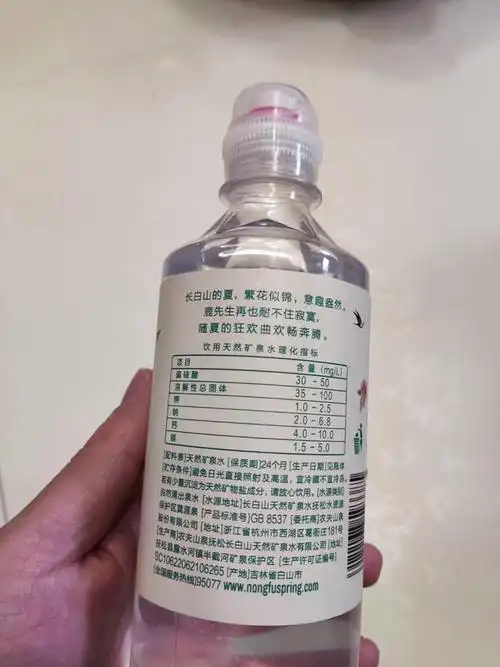 长白山的夏，繁花似锦，意趣盎然。
鹿先生再也耐不住寂寞，
随夏的狂欢曲欢畅奔腾。
饮用天然矿泉水理化指标
项目 含量(mg/L)
偏硅酸 30 - 50
溶解性总固体 35 - 100
钾 1.0 - 2.5
钠 2.0 - 6.8
钙 4.0 - 10.0
镁 1.5 - 5.0
[配料表]天然矿泉水 [保质期]24个月 [生产日期]见瓶体
[贮存条件]避免日光直接照射及高温，宜冷藏不宜冷冻。
若有少量沉淀为天然矿物盐成分，请放心饮用。[水源类别]
自然涌出泉水 [水源地址]长白山天然矿泉水抚松水资源
保护区莫涯泉 [产品标准号]GB 8537 [委托商]农夫山泉
股份有限公司 [地址]浙江省杭州市西湖区葛衙庄181号
[生产商]农夫山泉抚松长白山天然矿泉水有限公司 [地址]
抚松县露水河镇半截河矿泉保护区 [生产许可证编号]
SC10622062106265 [产地]吉林省白山市
[全国服务热线]95077 www.nongfuspring.com